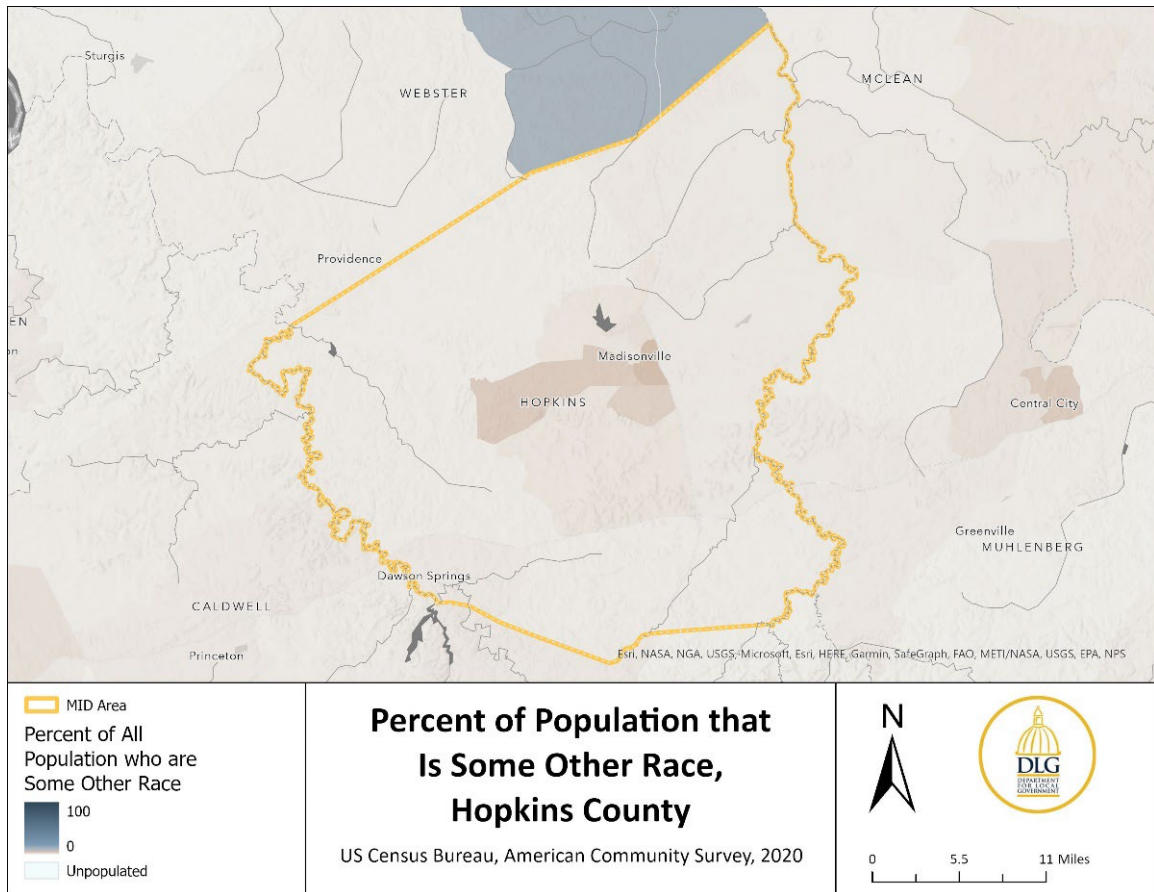 Sturgis
MCLEAN
WEBSTER
Providence
EN
on
Madisonville
HOPKINS
Central City
Greenville
MUHLENBERG
Dawson Springs
CALDWELL
Princeton
Esri, NASA, NGA, USGS, Microsoft, Esri, HERE, Garmin, SafeGraph, FAO, METI/NASA, USGS, EPA, NPS
MID Area
Percent of All
Population who are
Some Other Race
100
0
Unpopulated
Percent of Population that
Is Some Other Race,
Hopkins County
US Census Bureau, American Community Survey, 2020
N
DLG
DEPARTMENT
FOR LOCAL
GOVERNMENT
0 5.5 11 Miles